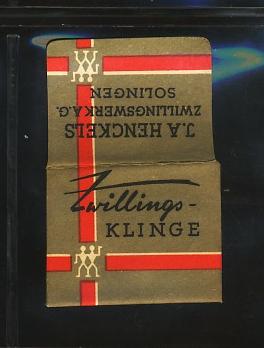 J.A. HENCKELS
ZWILLINGSWERK A.G.
SOLINGEN
Zwillings-
KLINGE